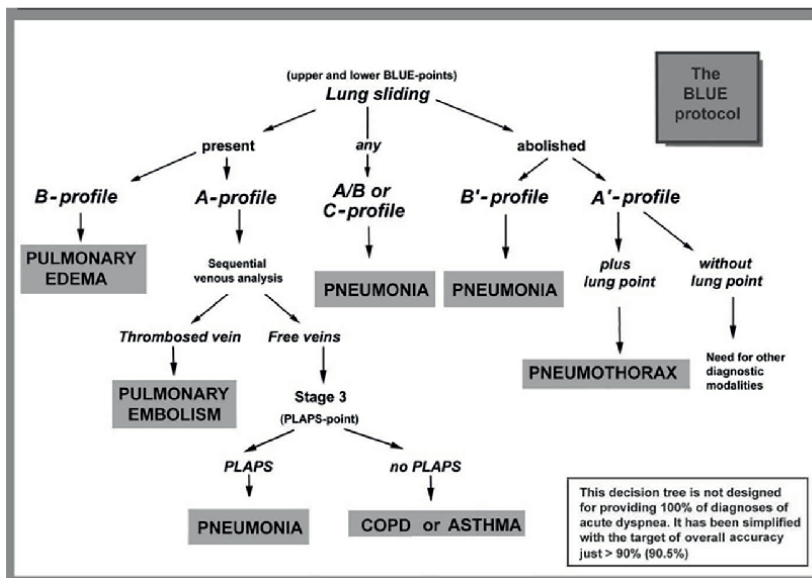 (upper and lower BLUE-points)
Lung sliding
The
BLUE
protocol
present
any
abolished
B-profile
A-profile
A/B or
C-profile
B'-profile
A'-profile
PULMONARY
EDEMA
Sequential
venous analysis
PNEUMONIA
PNEUMONIA
plus
lung point
without
lung point
Thrombosed vein
Free veins
PNEUMOTHORAX
Need for other
diagnostic
modalities
PULMONARY
EMBOLISM
Stage 3
(PLAPS-point)
PLAPS
no PLAPS
PNEUMONIA
COPD or ASTHMA
This decision tree is not designed
for providing 100% of diagnoses of
acute dyspnea. It has been simplified
with the target of overall accuracy
just > 90% (90.5%)